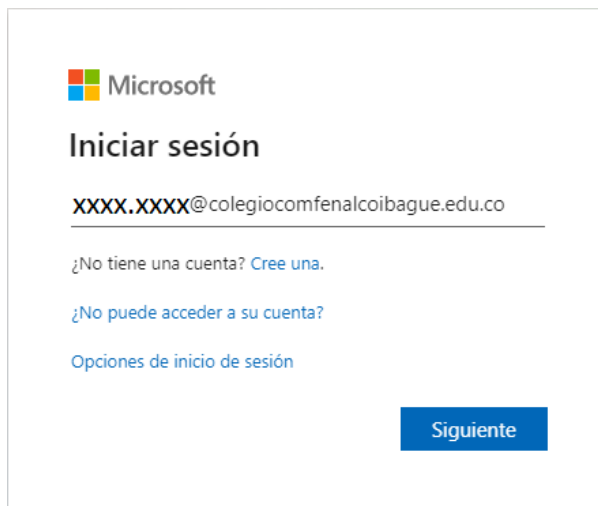 Microsoft
Iniciar sesión
xxxx.xxxx@colegiocomfenalcoibague.edu.co
¿No tiene una cuenta? Cree una.
¿No puede acceder a su cuenta?
Opciones de inicio de sesión
Siguiente